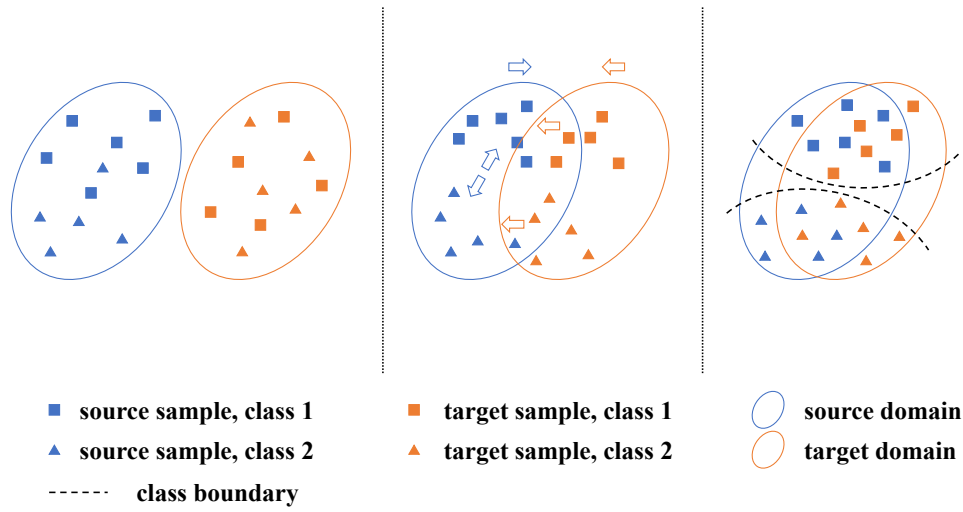 source sample, class 1
target sample, class 1
source domain
source sample, class 2
target sample, class 2
target domain
class boundary